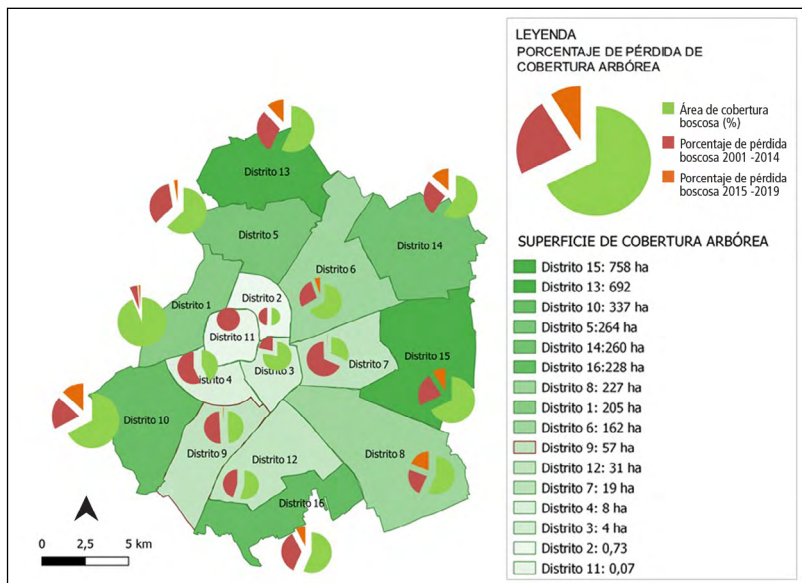 LEYENDA
PORCENTAJE DE PÉRDIDA DE
COBERTURA ARBÓREA
Área de cobertura
boscosa (%)
Porcentaje de pérdida
boscosa 2001 -2014
Porcentaje de pérdida
boscosa 2015 -2019
SUPERFICIE DE COBERTURA ARBÓREA
Distrito 15: 758 ha
Distrito 13: 692
Distrito 10: 337 ha
Distrito 5:264 ha
Distrito 14:260 ha
Distrito 16:228 ha
Distrito 8: 227 ha
Distrito 1: 205 ha
Distrito 6: 162 ha
Distrito 9: 57 ha
Distrito 12: 31 ha
Distrito 7: 19 ha
Distrito 4: 8 ha
Distrito 3: 4 ha
Distrito 2: 0,73
Distrito 11: 0,07
Distrito 13
Distrito 5
Distrito 14
Distrito 6
Distrito 1
Distrito 2
Distrito 11
Distrito 3
Distrito 7
Distrito 15
Distrito 4
Distrito 10
Distrito 9
Distrito 12
Distrito 8
Distrito 16
0 2,5 5 km